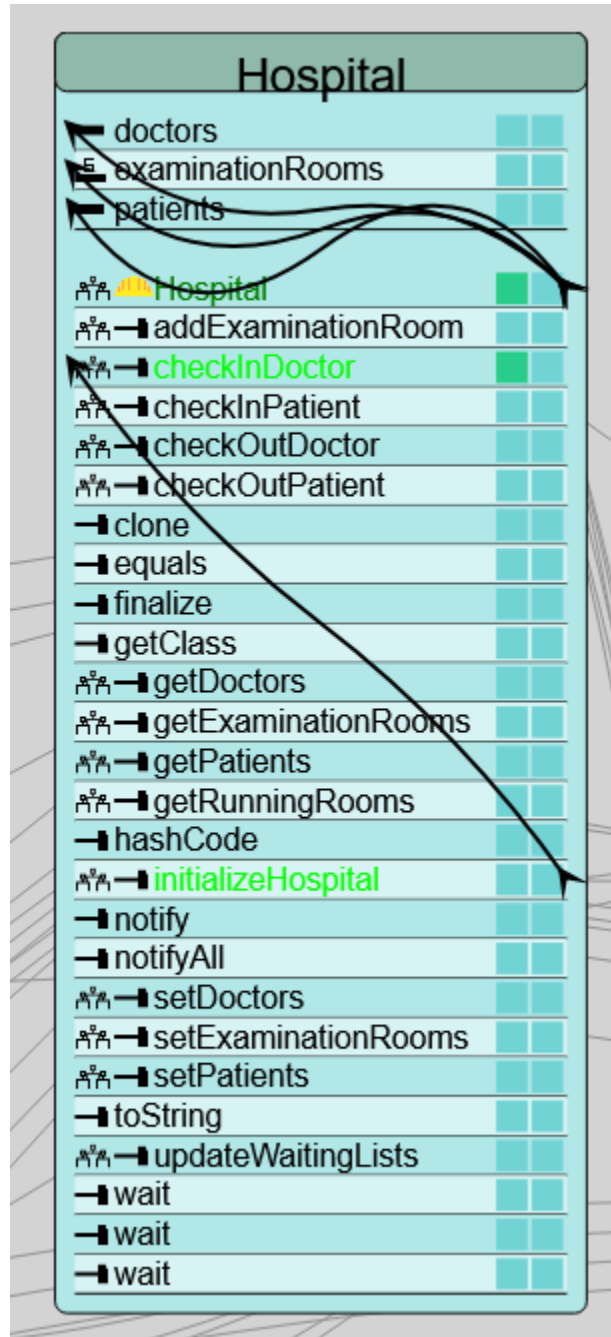 Hospital
doctors
examinationRooms
patients
Hospital
addExaminationRoom
checkInDoctor
checkInPatient
checkOutDoctor
checkOutPatient
clone
equals
finalize
getClass
getDoctors
getExaminationRooms
getPatients
getRunningRooms
hashCode
initializeHospital
notify
notifyAll
setDoctors
setExaminationRooms
setPatients
toString
updateWaitingLists
wait
wait
wait